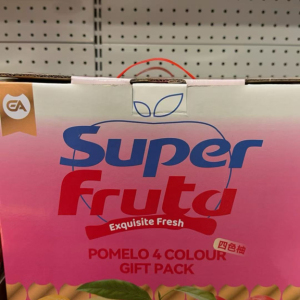 GA
Super
fruta
Exquisite Fresh
四色柚
POMELO 4 COLOUR
GIFT PACK